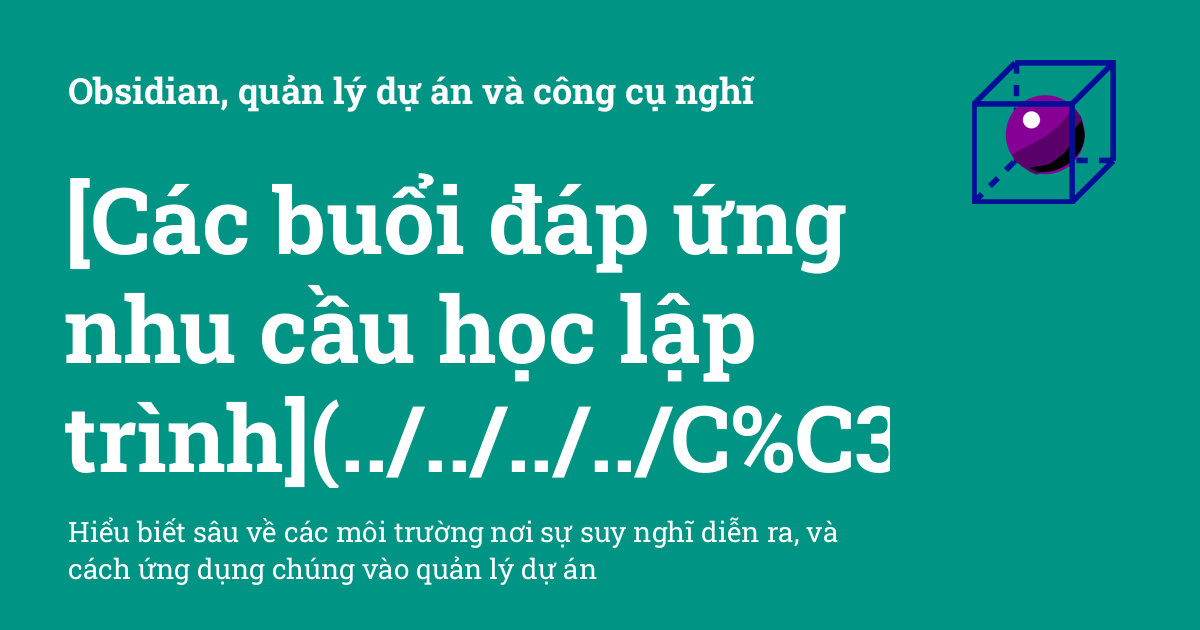 Obsidian, quản lý dự án và công cụ nghĩ
[Các buổi đáp ứng
nhu cầu học lập
trình](../../../../C%C3
Hiểu biết sâu về các môi trường nơi sự suy nghĩ diễn ra, và
cách ứng dụng chúng vào quản lý dự án